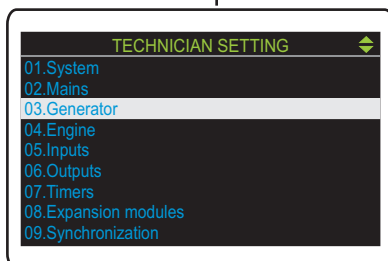 TECHNICIAN SETTING
01.System
02.Mains
03.Generator
04.Engine
05.Inputs
06.Outputs
07.Timers
08.Expansion modules
09.Synchronization